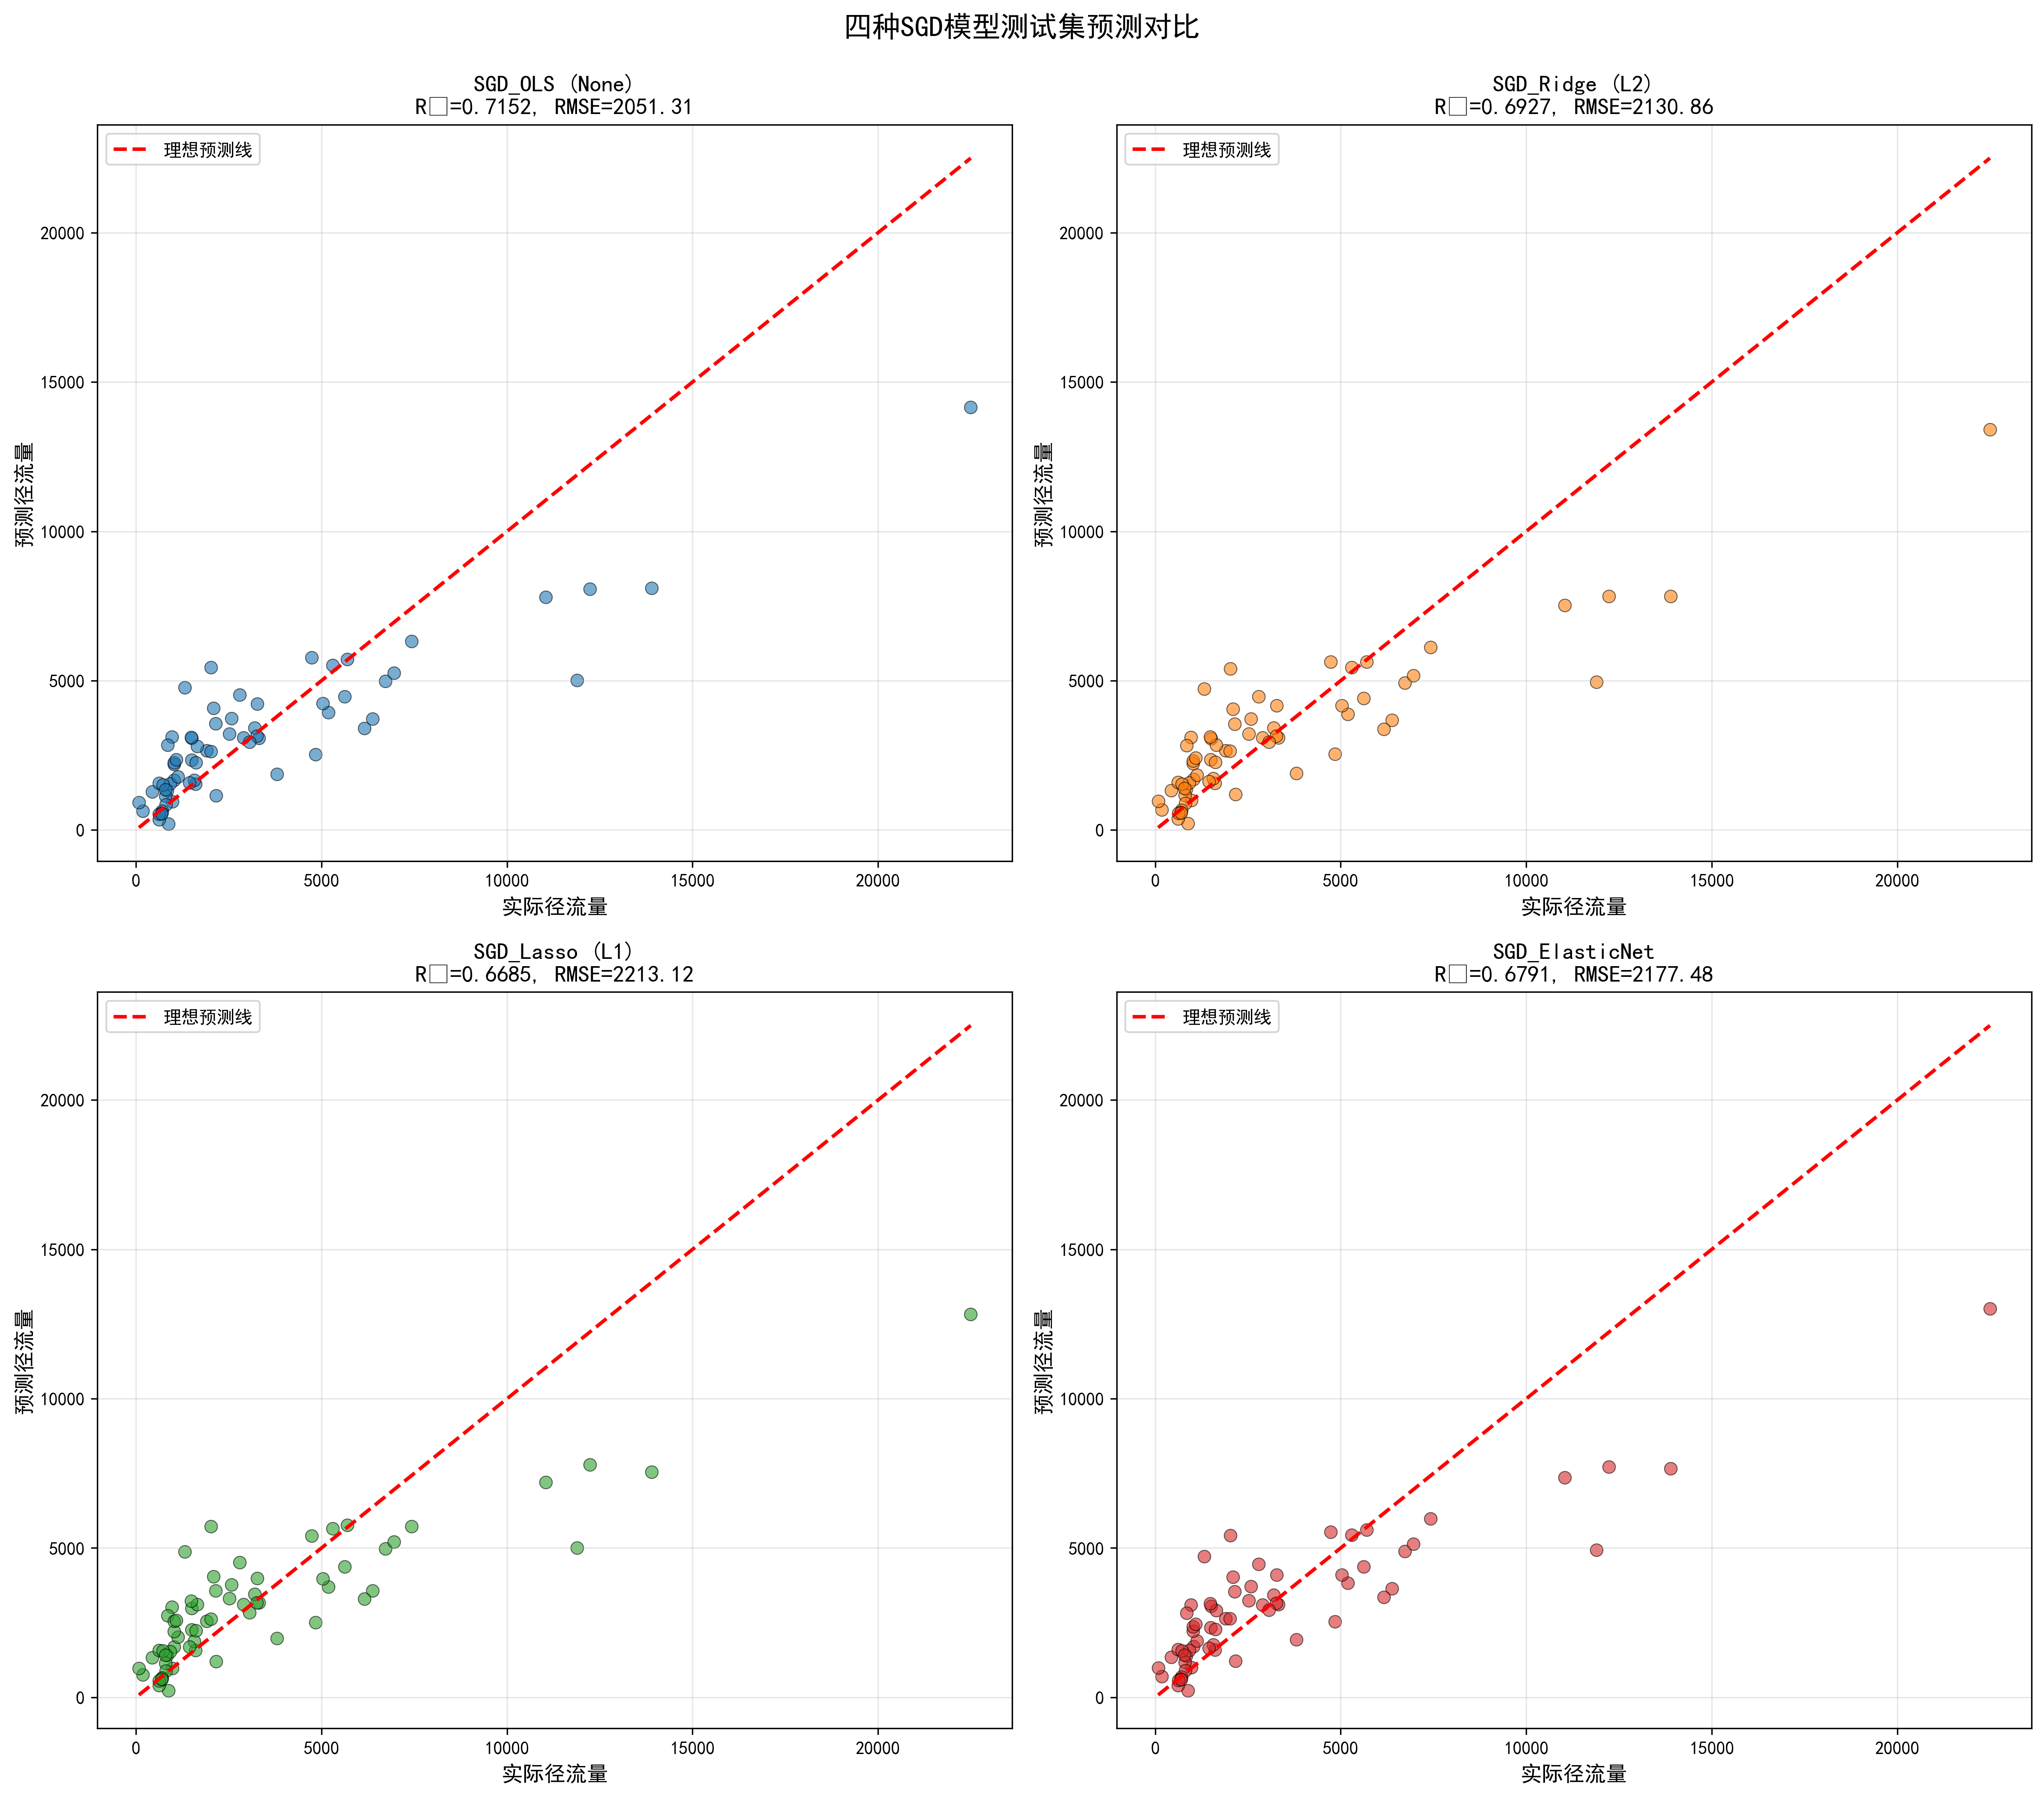 四种SGD模型测试集预测对比
SGD_OLS (None)
R□=0.7152, RMSE=2051.31
理想预测线
预测径流量
20000
15000
10000
5000
0
0 5000 10000 15000 20000
实际径流量
SGD_Ridge (L2)
R□=0.6927, RMSE=2130.86
理想预测线
预测径流量
20000
15000
10000
5000
0
0 5000 10000 15000 20000
实际径流量
SGD_Lasso (L1)
R□=0.6685, RMSE=2213.12
理想预测线
预测径流量
20000
15000
10000
5000
0
0 5000 10000 15000 20000
实际径流量
SGD_ElasticNet
R□=0.6791, RMSE=2177.48
理想预测线
预测径流量
20000
15000
10000
5000
0
0 5000 10000 15000 20000
实际径流量